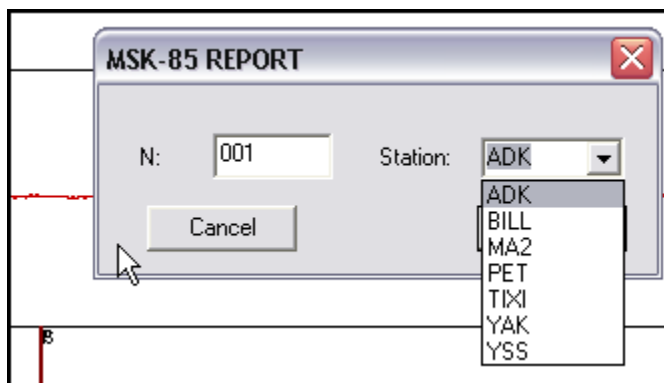 MSK-85 REPORT
N: 001 Station: ADK
ADK
Cancel
BILL
MA2
PET
TIXI
YAK
YSS